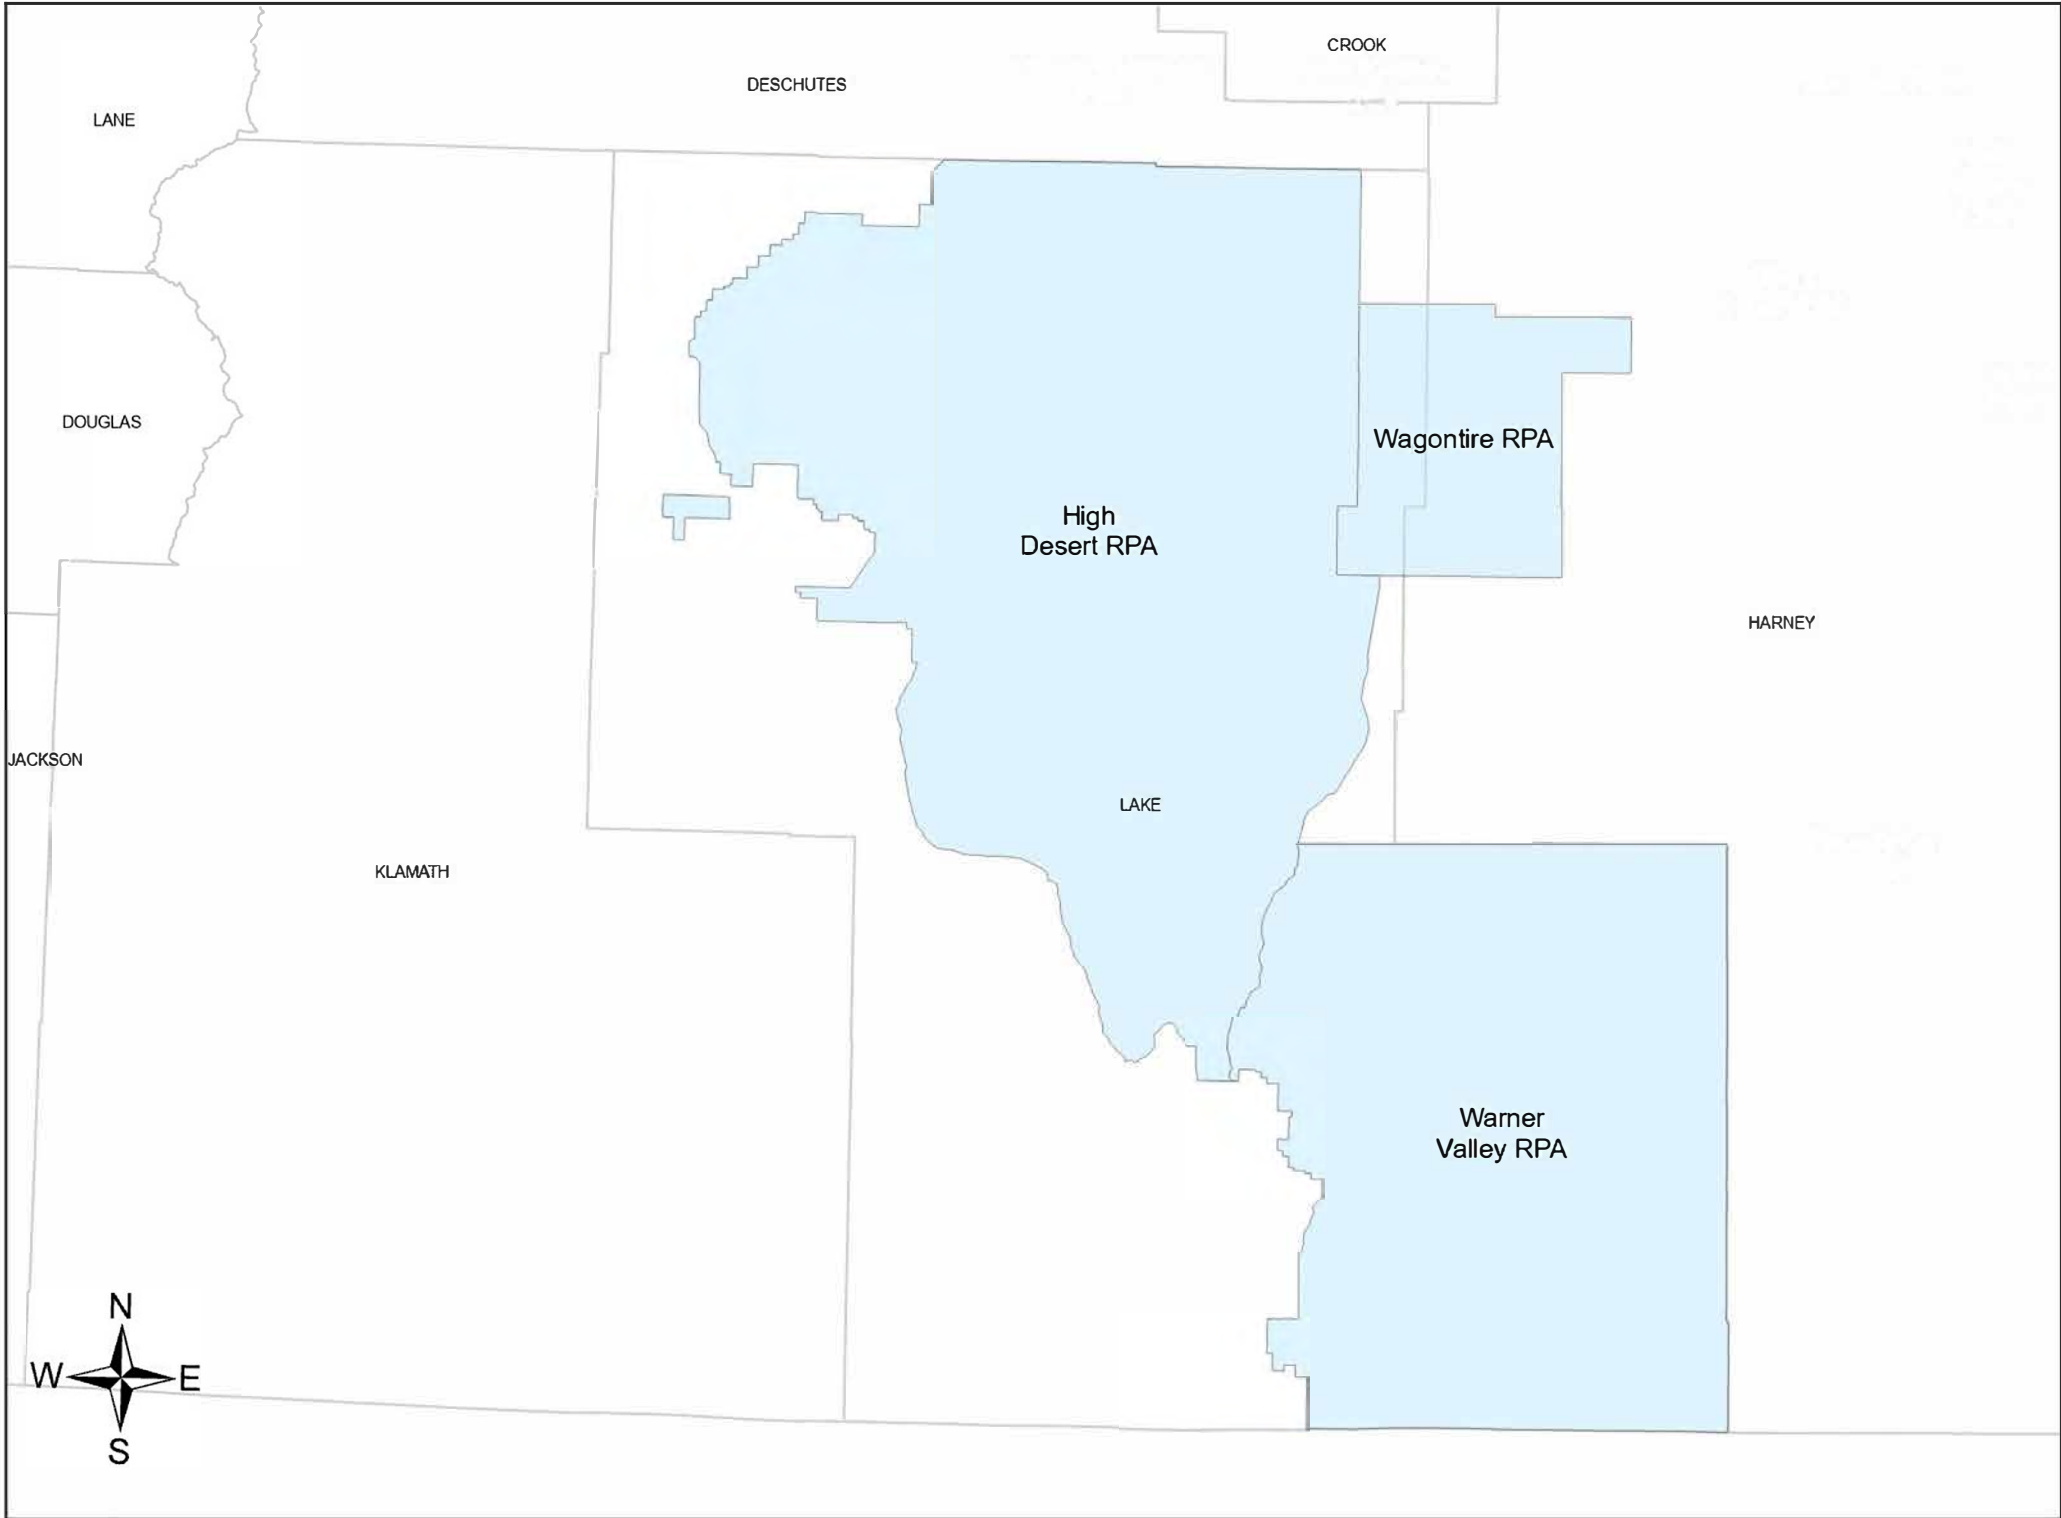 CROOK
DESCHUTES
LANE
DOUGLAS
Wagontire RPA
High
Desert RPA
HARNEY
JACKSON
LAKE
KLAMATH
Warner
Valley RPA
N
W
E
S